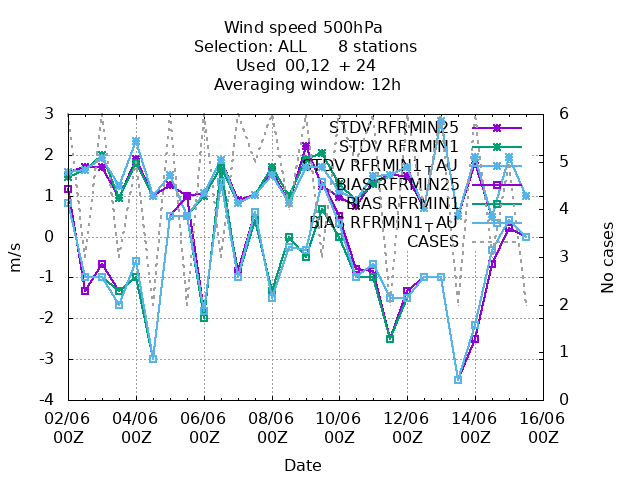 Wind speed 500hPa
Selection: ALL 8 stations
Used 00,12 + 24
Averaging window: 12h
3
2
1
0
-1
-2
-3
-4
m/s
6
5
4
3
2
1
0
No cases
STDV RFRMIN25
STDV RFRMIN1
STDV RFRMIN1_AU
BIAS RFRMIN25
BIAS RFRMIN1
BIAS RFRMIN1_AU
CASES
02/06 04/06 06/06 08/06 10/06 12/06 14/06 16/06
00Z 00Z 00Z 00Z 00Z 00Z 00Z 00Z
Date